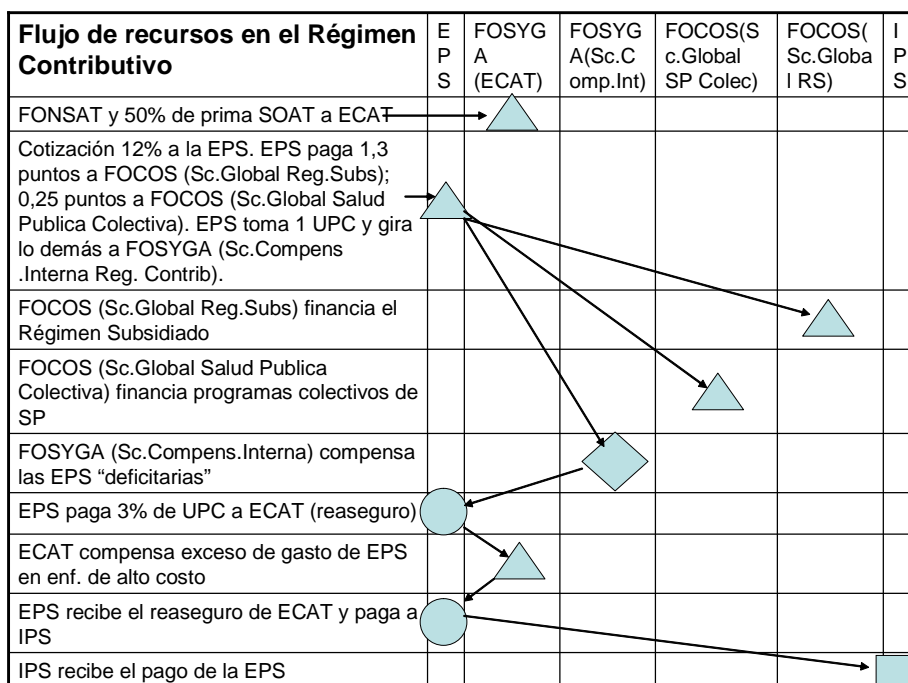 Flujo de recursos en el Régimen
Contributivo
E
P
S
FOSYG
A
(ECAT)
FOSYG
A(Sc.C
omp.Int)
FOCOS(S
c.Global
SP Colec)
FOCOS(
Sc.Globa
l RS)
I
P
S
FONSAT y 50% de prima SOAT a ECAT
Cotización 12% a la EPS. EPS paga 1,3
puntos a FOCOS (Sc.Global Reg.Subs);
0,25 puntos a FOCOS (Sc.Global Salud
Publica Colectiva). EPS toma 1 UPC y gira
lo demás a FOSYGA (Sc.Compens
.Interna Reg. Contrib).
FOCOS (Sc.Global Reg.Subs) financia el
Régimen Subsidiado
FOCOS (Sc.Global Salud Publica
Colectiva) financia programas colectivos de
SP
FOSYGA (Sc.Compens.Interna) compensa
las EPS “deficitarias”
EPS paga 3% de UPC a ECAT (reaseguro)
ECAT compensa exceso de gasto de EPS
en enf. de alto costo
EPS recibe el reaseguro de ECAT y paga a
IPS
IPS recibe el pago de la EPS